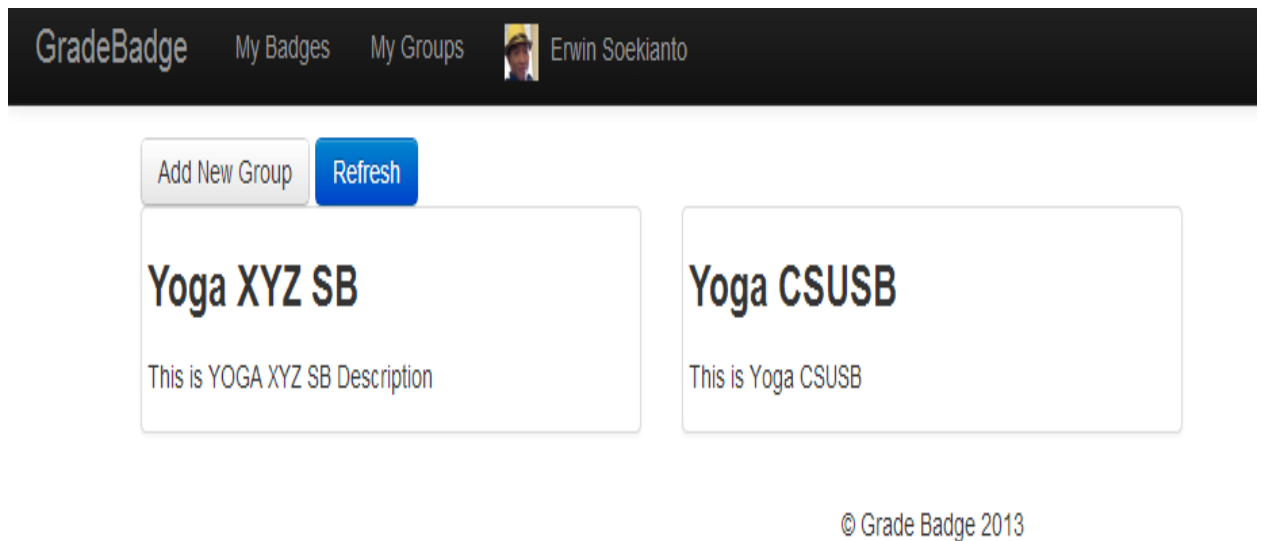 GradeBadge My Badges My Groups Erwin Soekianto
Add New Group Refresh
Yoga XYZ SB
This is YOGA XYZ SB Description
Yoga CSUSB
This is Yoga CSUSB
© Grade Badge 2013